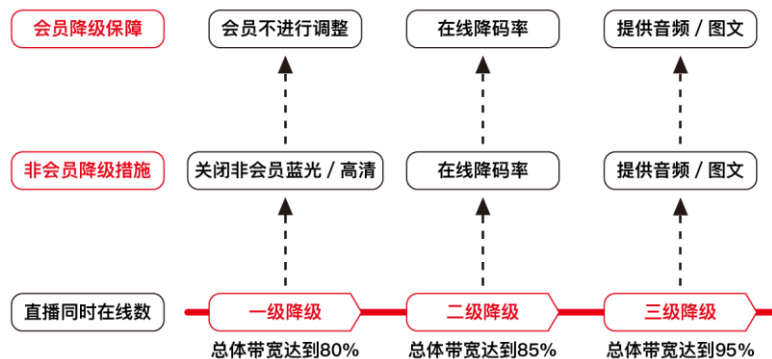 会员降级保障
会员不进行调整
在线降码率
提供音频 / 图文
非会员降级措施
关闭非会员蓝光 / 高清
在线降码率
提供音频 / 图文
直播同时在线数
一级降级
二级降级
三级降级
总体带宽达到80%
总体带宽达到85%
总体带宽达到95%